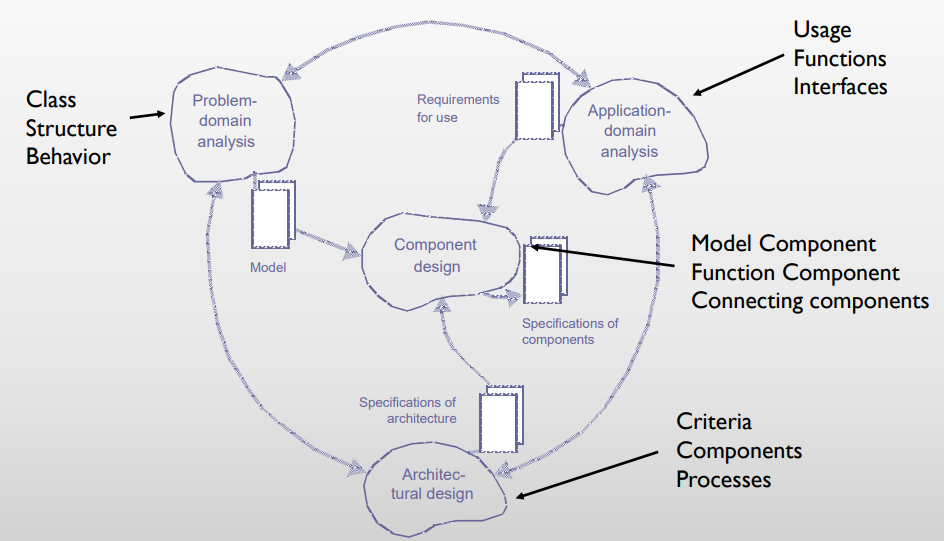 Usage
Functions
Interfaces
Class
Structure
Behavior
Problem-
domain
analysis
Requirements
for use
Application-
domain
analysis
Model
Component
design
Model Component
Function Component
Connecting components
Specifications of
components
Specifications of
architecture
Criteria
Components
Processes
Architec-
tural design